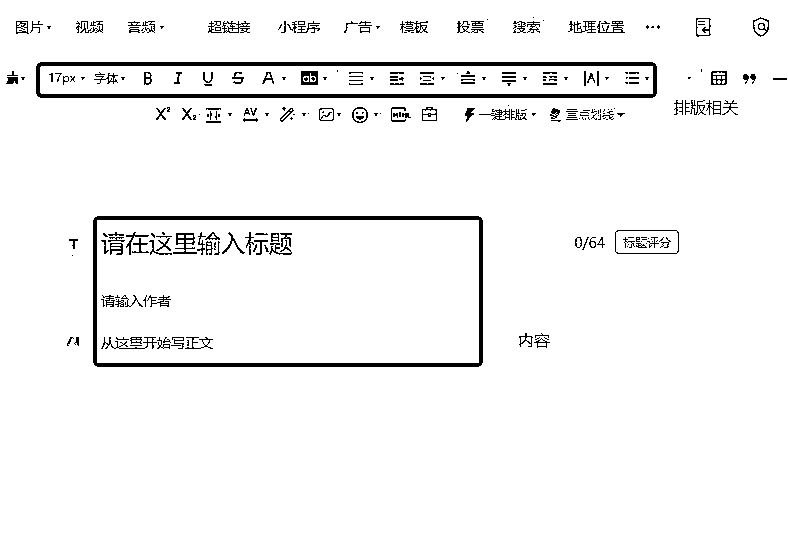 图片 视频 音频 超链接 小程序 广告 模板 投票 搜索 地理位置 ···
17px 字体 B I U S A ab |A|
排版相关
X² X₂ AV 一键排版 重点划线
请在这里输入标题
0/64 标题评分
请输入作者
从这里开始写正文
内容